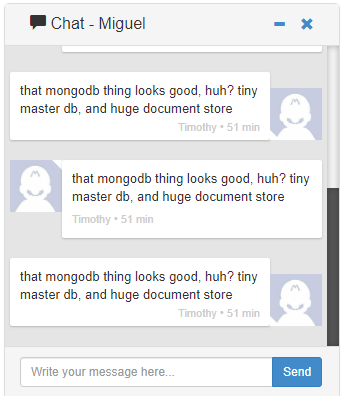 Chat - Miguel
that mongodb thing looks good, huh? tiny
master db, and huge document store
Timothy • 51 min
that mongodb thing looks good, huh? tiny
master db, and huge document store
Timothy • 51 min
that mongodb thing looks good, huh? tiny
master db, and huge document store
Timothy • 51 min
Write your message here...
Send